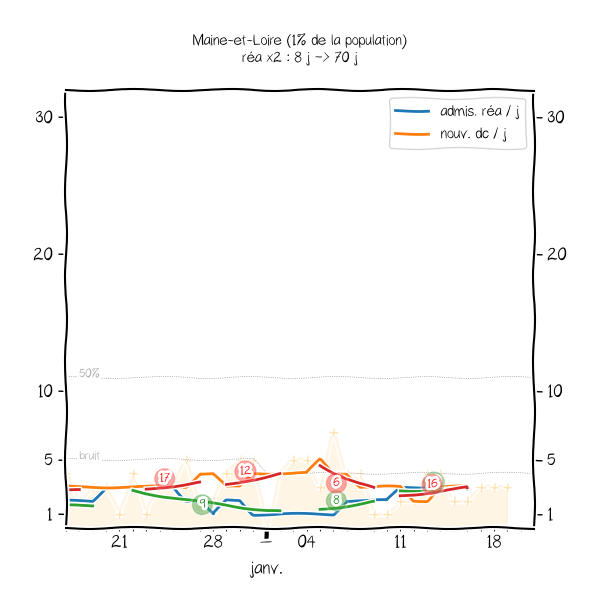 Maine-et-Loire (1% de la population)
réa x2 : 8 j -> 70 j
admis. réa / j
nouv. dc / j
30 30
20 20
50%
10 10
bruit
5 5
17 12 6 16
9 8
1 1
21 28 04 11 18
janv.